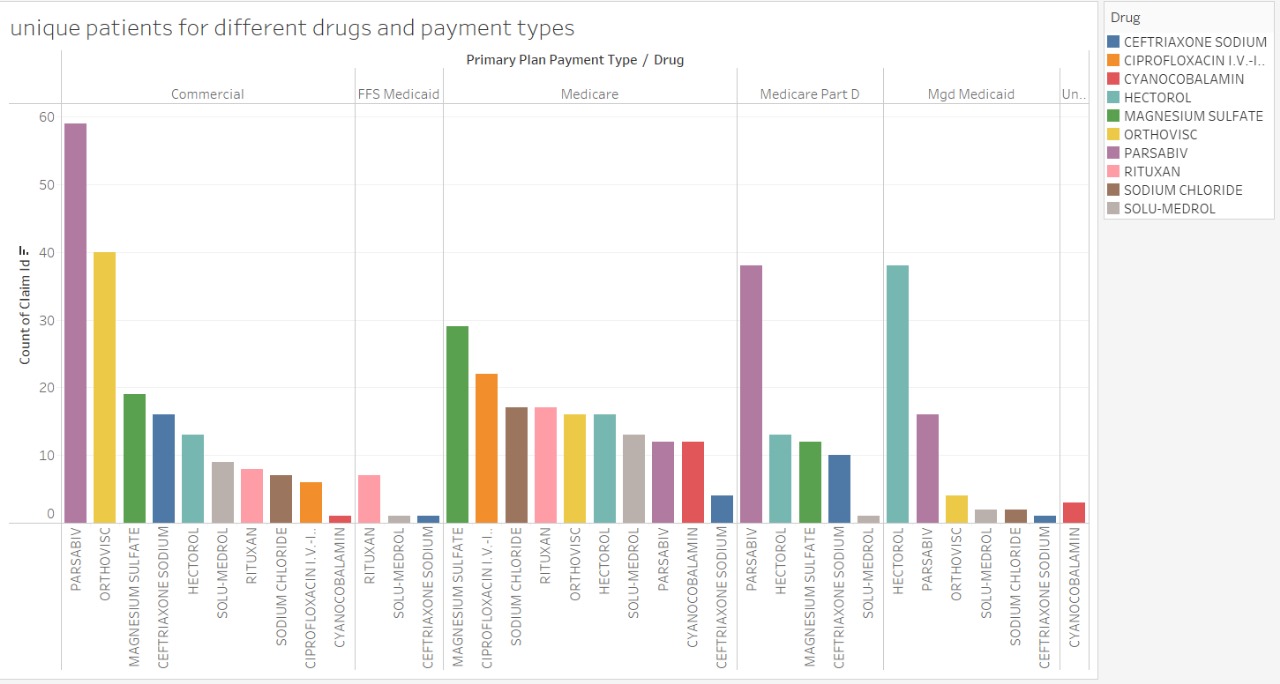 unique patients for different drugs and payment types
Primary Plan Payment Type / Drug
Commercial
FFS Medicaid
Medicare
Medicare Part D
Mgd Medicaid
Un..
Count of Claim Id
60
50
40
30
20
10
0
PARSABIV
ORTHOVISC
MAGNESIUM SULFATE
CEFTRIAXONE SODIUM
HECTOROL
SOLU-MEDROL
RITUXAN
SODIUM CHLORIDE
CIPROFLOXACIN I.V.-I..
CYANOCOBALAMIN
RITUXAN
SOLU-MEDROL
CEFTRIAXONE SODIUM
MAGNESIUM SULFATE
CIPROFLOXACIN I.V.-I..
SODIUM CHLORIDE
RITUXAN
ORTHOVISC
HECTOROL
SOLU-MEDROL
PARSABIV
CYANOCOBALAMIN
CEFTRIAXONE SODIUM
PARSABIV
HECTOROL
MAGNESIUM SULFATE
CEFTRIAXONE SODIUM
SOLU-MEDROL
HECTOROL
PARSABIV
ORTHOVISC
SOLU-MEDROL
SODIUM CHLORIDE
CEFTRIAXONE SODIUM
CYANOCOBALAMIN
Drug
CEFTRIAXONE SODIUM
CIPROFLOXACIN I.V.-I..
CYANOCOBALAMIN
HECTOROL
MAGNESIUM SULFATE
ORTHOVISC
PARSABIV
RITUXAN
SODIUM CHLORIDE
SOLU-MEDROL